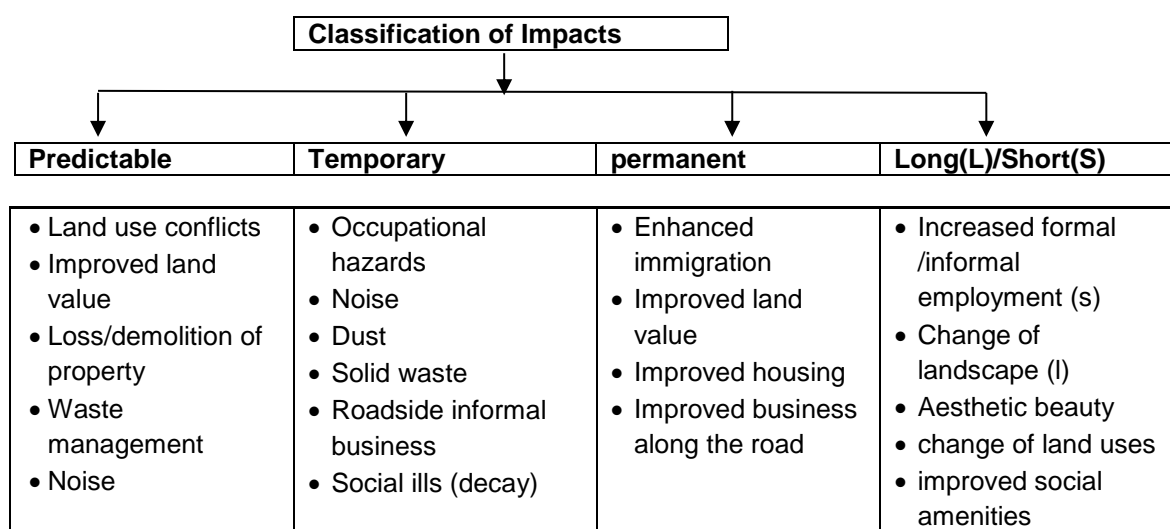 Classification of Impacts
Predictable
Temporary
permanent
Long(L)/Short(S)
• Land use conflicts
• Improved land
value
• Loss/demolition of
property
• Waste
management
• Noise
• Occupational
hazards
• Noise
• Dust
• Solid waste
• Roadside informal
business
• Social ills (decay)
• Enhanced
immigration
• Improved land
value
• Improved housing
• Improved business
along the road
• Increased formal
/informal
employment (s)
• Change of
landscape (l)
• Aesthetic beauty
• change of land uses
• improved social
amenities